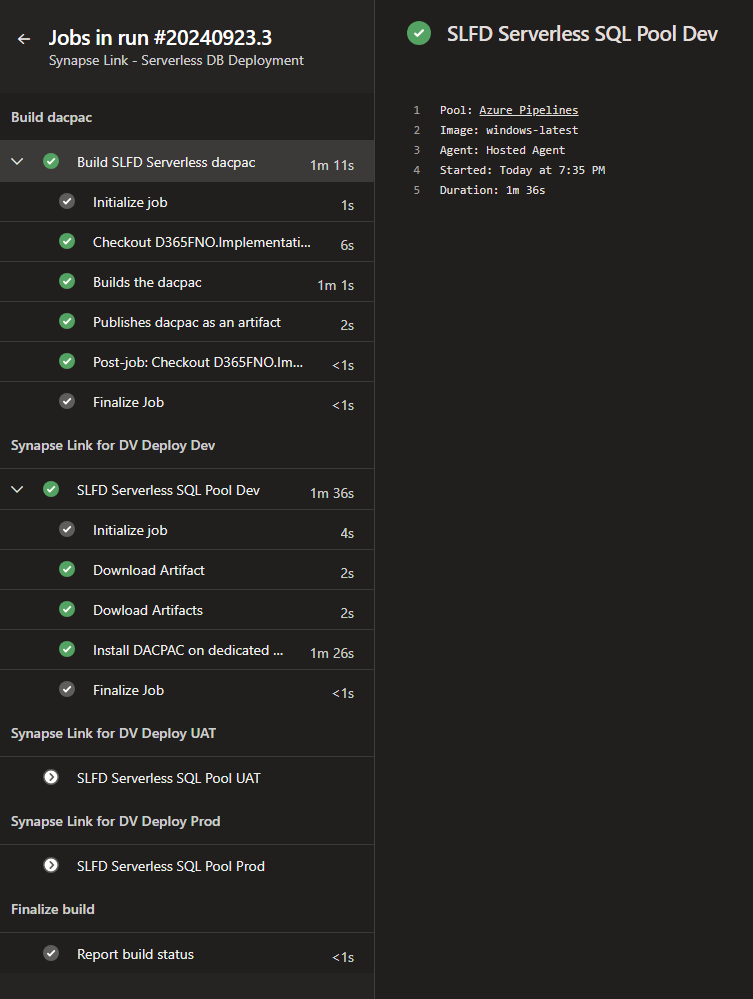 Jobs in run #20240923.3
Synapse Link - Serverless DB Deployment
Build dacpac
Build SLFD Serverless dacpac 1m 11s
Initialize job 1s
Checkout D365FNO.Implementati... 6s
Builds the dacpac 1m 1s
Publishes dacpac as an artifact 2s
Post-job: Checkout D365FNO.Im... <1s
Finalize Job <1s
Synapse Link for DV Deploy Dev
SLFD Serverless SQL Pool Dev 1m 36s
Initialize job 4s
Download Artifact 2s
Dowload Artifacts 2s
Install DACPAC on dedicated ... 1m 26s
Finalize Job <1s
Synapse Link for DV Deploy UAT
SLFD Serverless SQL Pool UAT
Synapse Link for DV Deploy Prod
SLFD Serverless SQL Pool Prod
Finalize build
Report build status <1s
SLFD Serverless SQL Pool Dev
1 Pool: Azure Pipelines
2 Image: windows-latest
3 Agent: Hosted Agent
4 Started: Today at 7:35 PM
5 Duration: 1m 36s